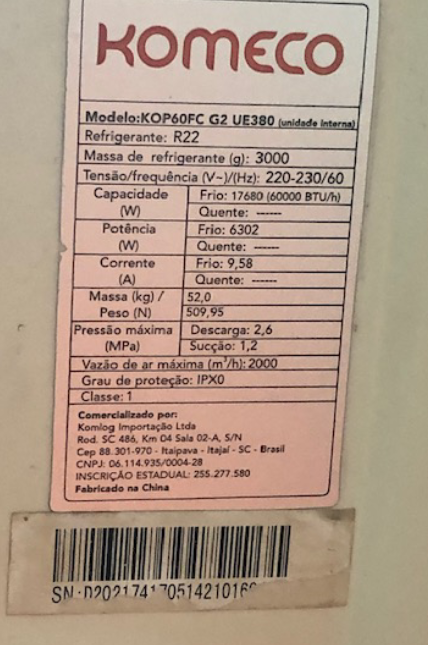 KOMECO
Modelo:KOP60FC G2 UE380 (unidade Interna)
Refrigerante: R22
Massa de refrigerante (g): 3000
Tensão/frequência (V~)/(Hz): 220-230/60
Capacidade (W) Frio: 17680 (60000 BTU/h)
Quente: ------
Potência (W) Frio: 6302
Quente: ------
Corrente (A) Frio: 9,58
Quente: ------
Massa (kg) / 52,0
Peso (N) 509,95
Pressão máxima (MPa) Descarga: 2,6
Sucção: 1,2
Vazão de ar máxima (m³/h): 2000
Grau de proteção: IPX0
Classe: 1
Comercializado por:
Komlog Importação Ltda
Rod. SC 486, Km 04 Sala 02-A, S/N
Cep 88.301-970 - Itaipava - Itajaí - SC - Brasil
CNPJ: 06.114.935/0004-28
INSCRIÇÃO ESTADUAL: 255.277.580
Fabricado na China
SN: